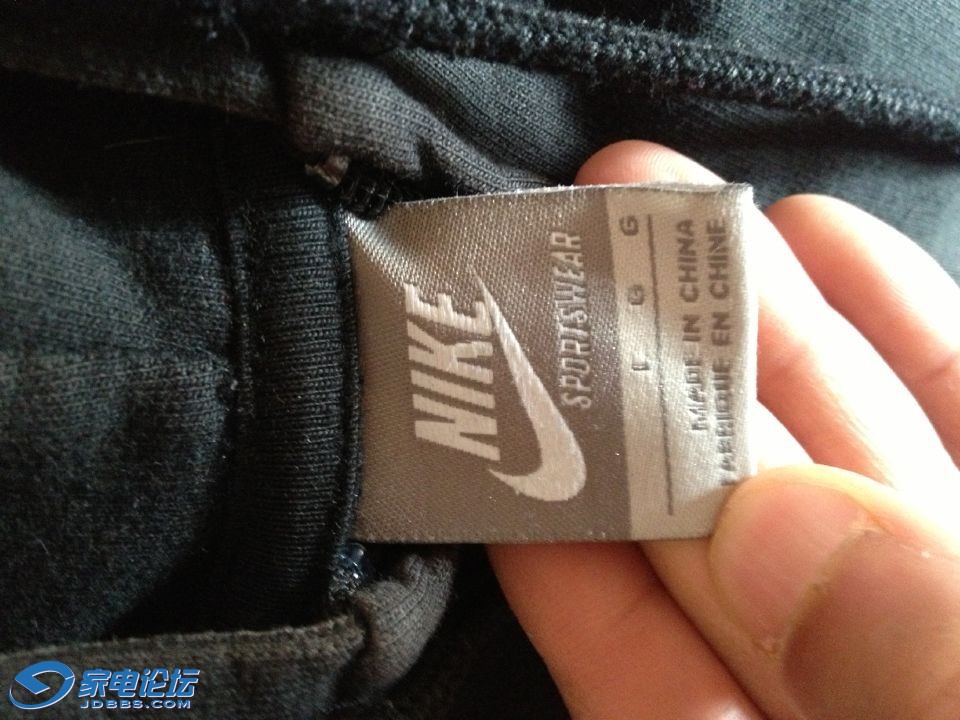 NIKE
SPORTSWEAR
L G G
MADE IN CHINA
FABRIQUE EN CHINE
家电论坛
JDBBS.COM